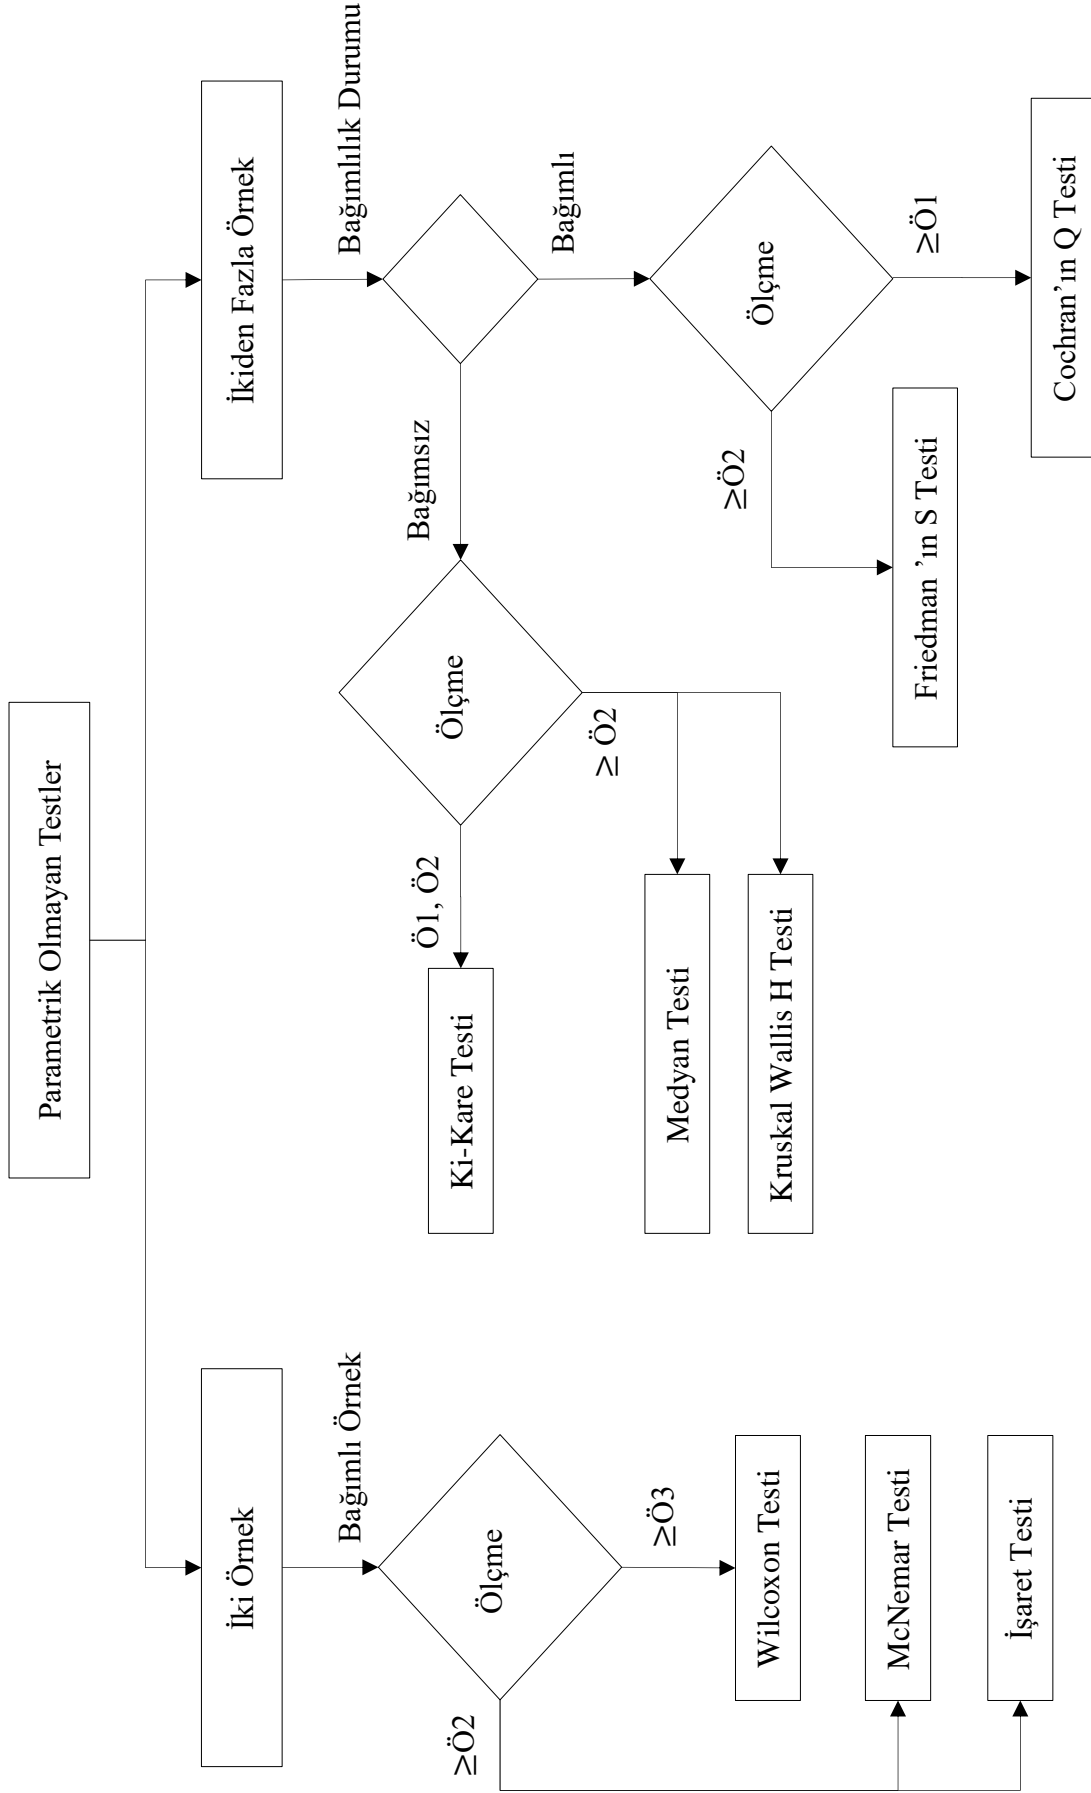 Parametrik Olmayan Testler
İki Örnek
İkiden Fazla Örnek
Bağımlı Örnek
Bağımlılık Durumu
Ölçme
≥Ö2
≥Ö3
Wilcoxon Testi
McNemar Testi
İşaret Testi
Bağımsız
Bağımlı
Ölçme
Ö1, Ö2
≥ Ö2
Ki-Kare Testi
Medyan Testi
Kruskal Wallis H Testi
Ölçme
≥Ö2
≥Ö1
Friedman ’ın S Testi
Cochran’ın Q Testi